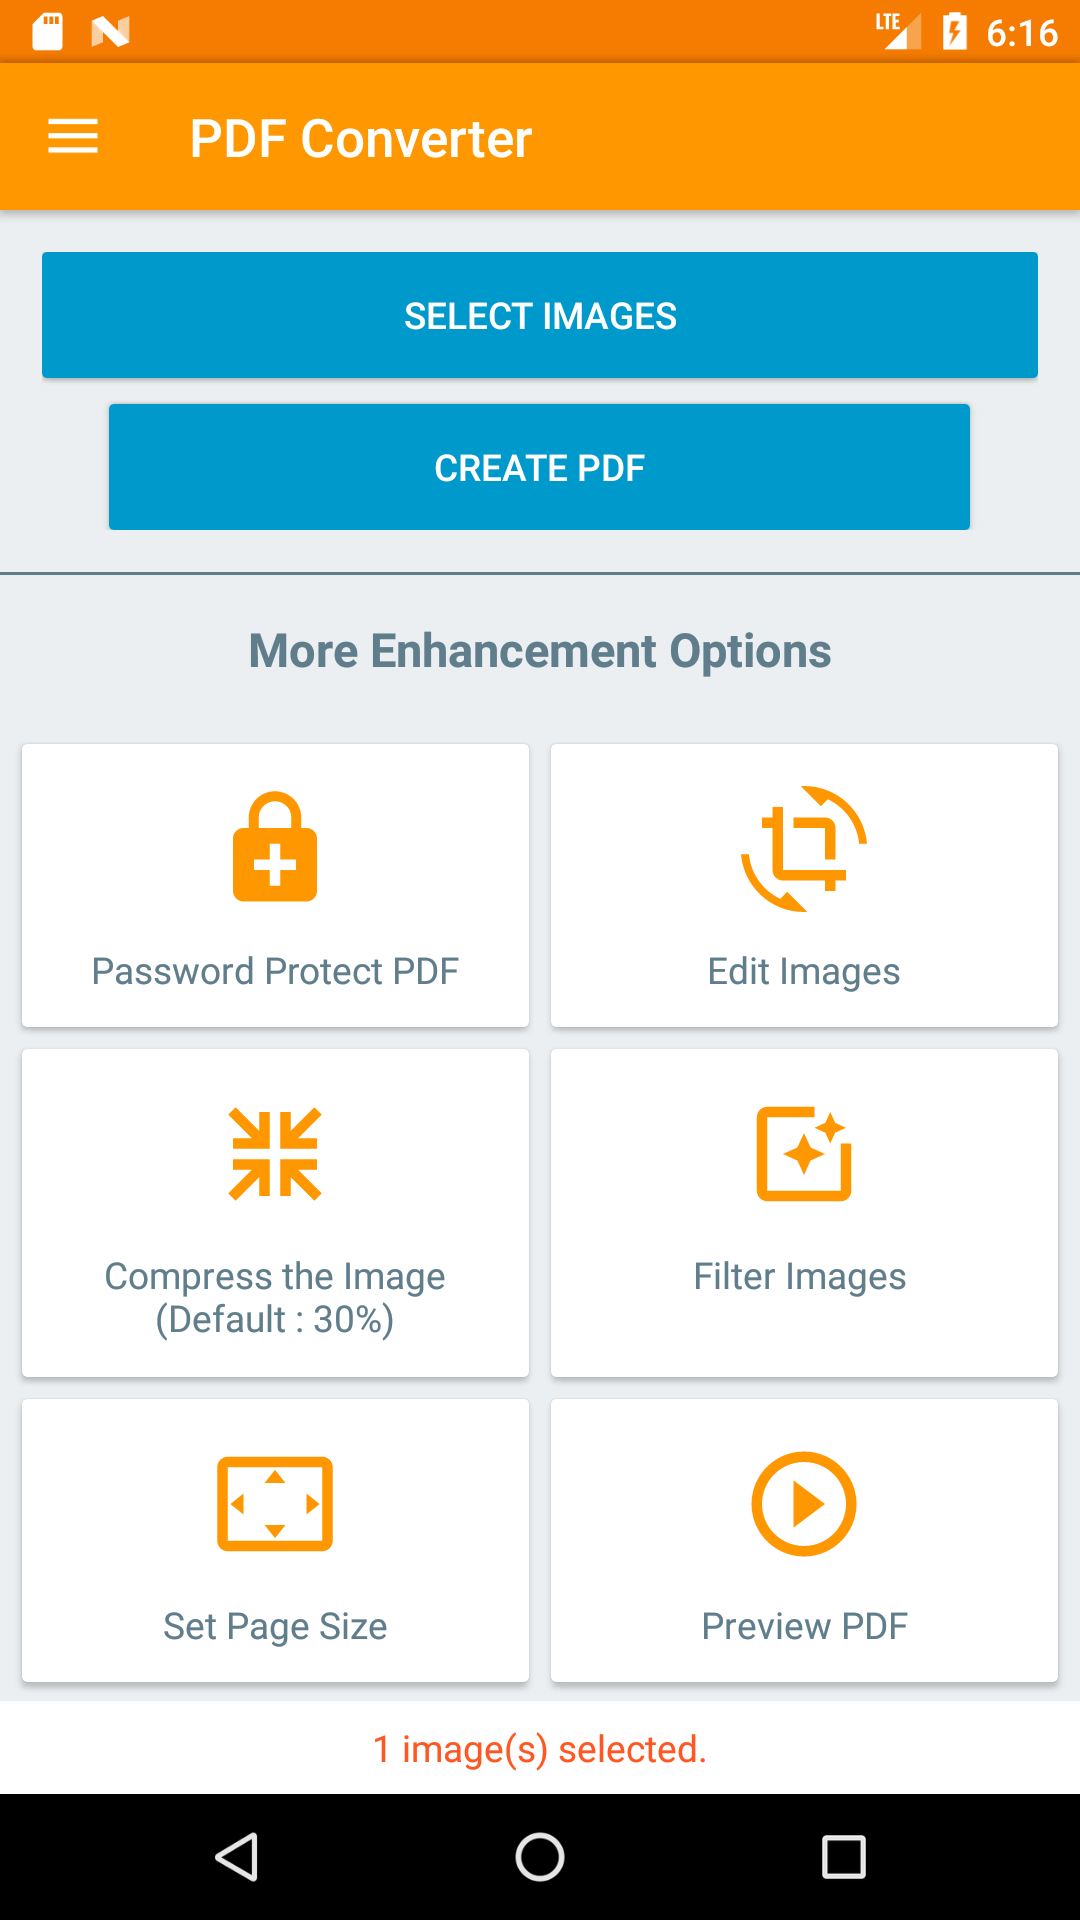 LTE 6:16
PDF Converter
SELECT IMAGES
CREATE PDF
More Enhancement Options
Password Protect PDF
Edit Images
Compress the Image
(Default : 30%)
Filter Images
Set Page Size
Preview PDF
1 image(s) selected.